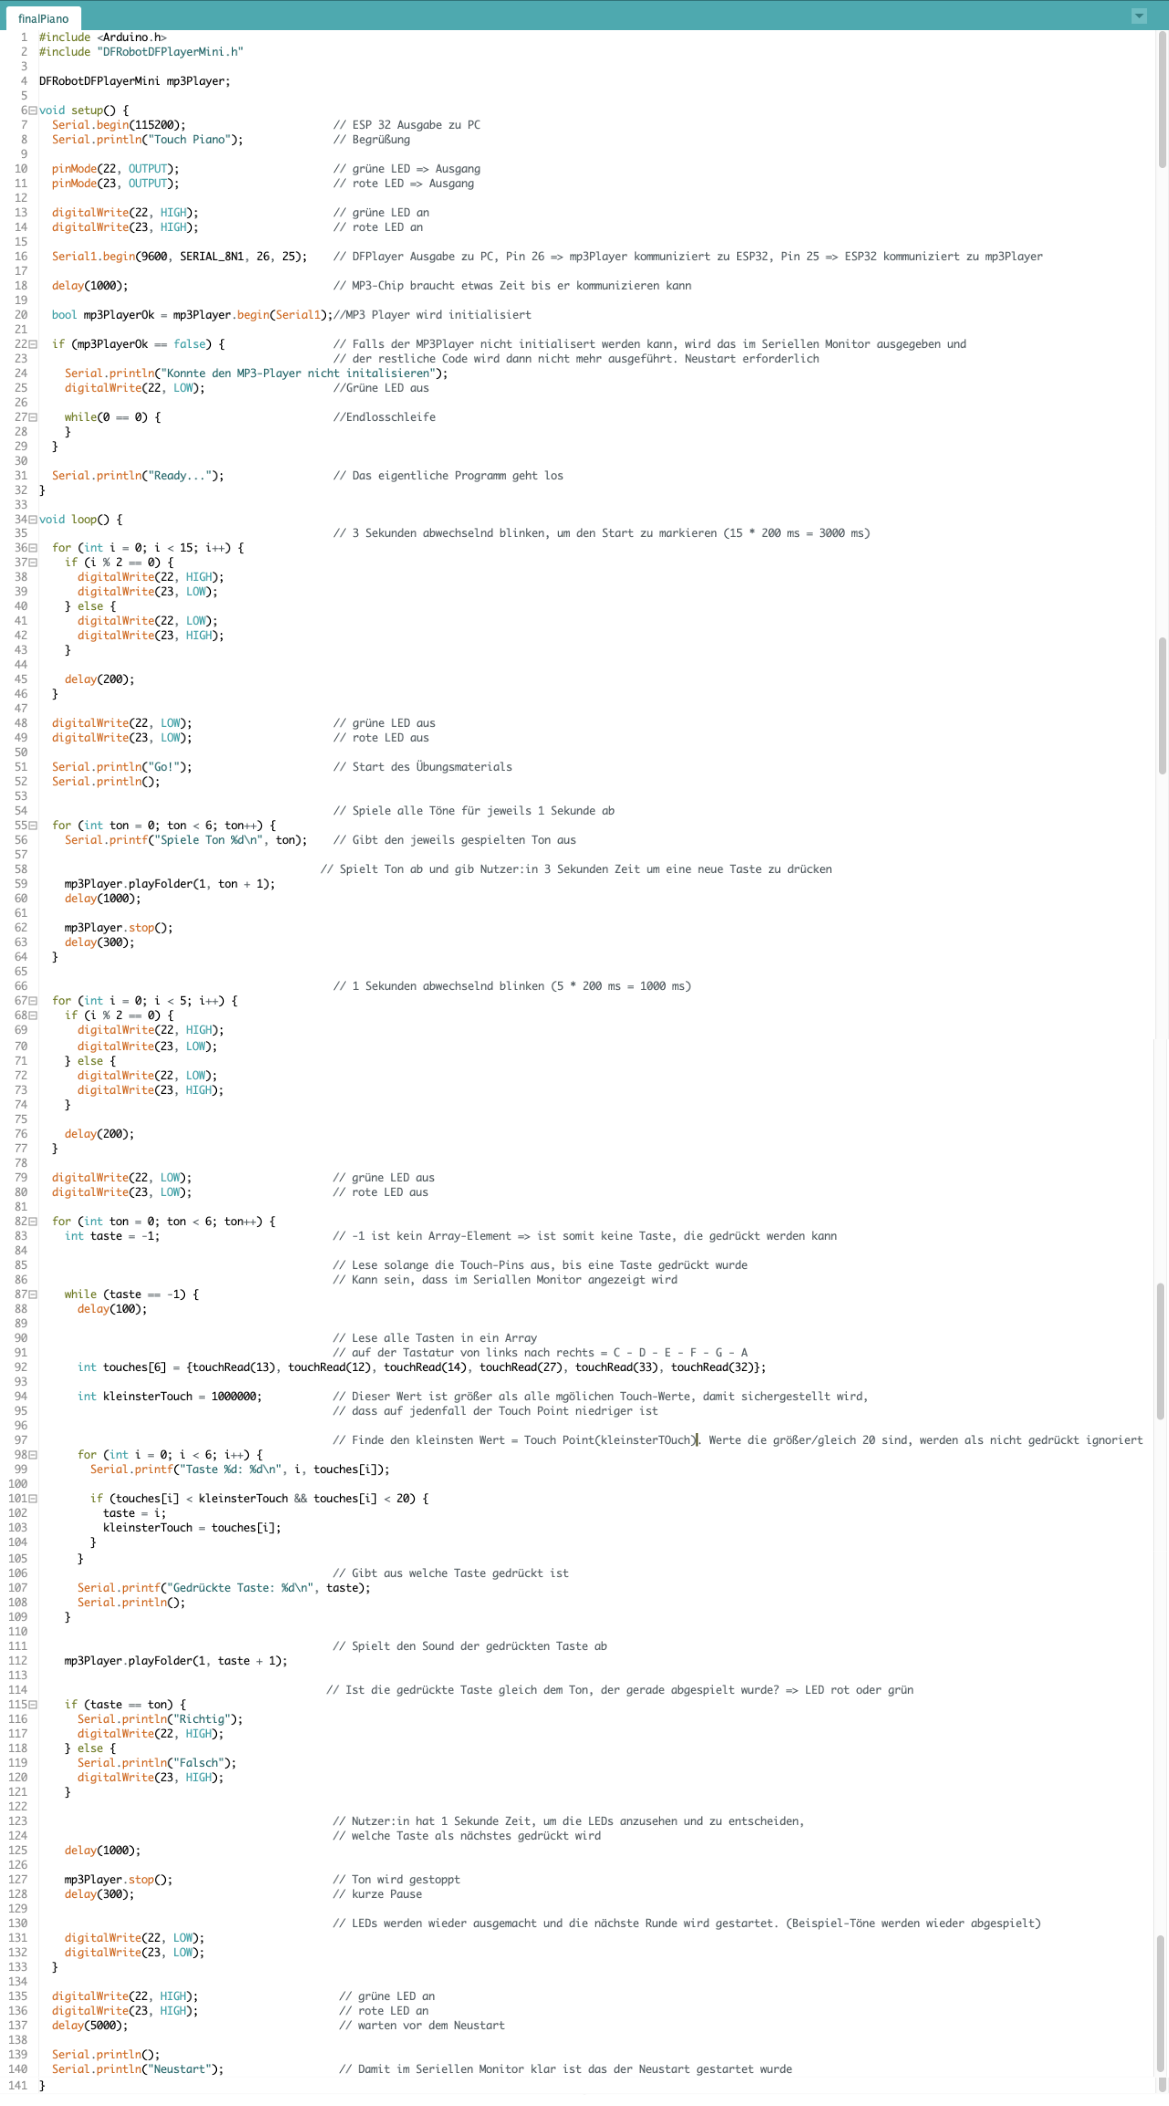 finalPiano
1 #include <Arduino.h>
2 #include "DFRobotDFPlayerMini.h"
3
4 DFRobotDFPlayerMini mp3Player;
5
6 void setup() {
7 Serial.begin(115200); // ESP 32 Ausgabe zu PC
8 Serial.println("Touch Piano"); // Begrüßung
9
10 pinMode(22, OUTPUT); // grüne LED => Ausgang
11 pinMode(23, OUTPUT); // rote LED => Ausgang
12
13 digitalWrite(22, HIGH); // grüne LED an
14 digitalWrite(23, HIGH); // rote LED an
15
16 Serial1.begin(9600, SERIAL_8N1, 26, 25); // DFPlayer Ausgabe zu PC, Pin 26 => mp3Player kommuniziert zu ESP32, Pin 25 => ESP32 kommuniziert zu mp3Player
17
18 delay(1000); // MP3-Chip braucht etwas Zeit bis er kommunizieren kann
19
20 bool mp3PlayerOk = mp3Player.begin(Serial1);//MP3 Player wird initialisiert
21
22 if (mp3PlayerOk == false) { // Falls der MP3Player nicht initialisert werden kann, wird das im Seriellen Monitor ausgegeben und
23 // der restliche Code wird dann nicht mehr ausgeführt. Neustart erforderlich
24 Serial.println("Konnte den MP3-Player nicht initalisieren");
25 digitalWrite(22, LOW); //Grüne LED aus
26
27 while(0 == 0) { //Endlosschleife
28 }
29 }
30
31 Serial.println("Ready..."); // Das eigentliche Programm geht los
32 }
33
34 void loop() {
35 // 3 Sekunden abwechselnd blinken, um den Start zu markieren (15 * 200 ms = 3000 ms)
36 for (int i = 0; i < 15; i++) {
37 if (i % 2 == 0) {
38 digitalWrite(22, HIGH);
39 digitalWrite(23, LOW);
40 } else {
41 digitalWrite(22, LOW);
42 digitalWrite(23, HIGH);
43 }
44
45 delay(200);
46 }
47
48 digitalWrite(22, LOW); // grüne LED aus
49 digitalWrite(23, LOW); // rote LED aus
50
51 Serial.println("Go!"); // Start des Übungsmaterials
52 Serial.println();
53
54 // Spiele alle Töne für jeweils 1 Sekunde ab
55 for (int ton = 0; ton < 6; ton++) {
56 Serial.printf("Spiele Ton %d\n", ton); // Gibt den jeweils gespielten Ton aus
57
58 // Spielt Ton ab und gib Nutzer:in 3 Sekunden Zeit um eine neue Taste zu drücken
59 mp3Player.playFolder(1, ton + 1);
60 delay(1000);
61
62 mp3Player.stop();
63 delay(300);
64 }
65
66 // 1 Sekunden abwechselnd blinken (5 * 200 ms = 1000 ms)
67 for (int i = 0; i < 5; i++) {
68 if (i % 2 == 0) {
69 digitalWrite(22, HIGH);
70 digitalWrite(23, LOW);
71 } else {
72 digitalWrite(22, LOW);
73 digitalWrite(23, HIGH);
74 }
75
76 delay(200);
77 }
78
79 digitalWrite(22, LOW); // grüne LED aus
80 digitalWrite(23, LOW); // rote LED aus
81
82 for (int ton = 0; ton < 6; ton++) {
83 int taste = -1; // -1 ist kein Array-Element => ist somit keine Taste, die gedrückt werden kann
84
85 // Lese solange die Touch-Pins aus, bis eine Taste gedrückt wurde
86 // Kann sein, dass im Seriallen Monitor angezeigt wird
87 while (taste == -1) {
88 delay(100);
89
90 // Lese alle Tasten in ein Array
91 // auf der Tastatur von links nach rechts = C - D - E - F - G - A
92 int touches[6] = {touchRead(13), touchRead(12), touchRead(14), touchRead(27), touchRead(33), touchRead(32)};
93
94 int kleinsterTouch = 1000000; // Dieser Wert ist größer als alle mgölichen Touch-Werte, damit sichergestellt wird,
95 // dass auf jedenfall der Touch Point niedriger ist
96
97 // Finde den kleinsten Wert = Touch Point(kleinsterTOuch). Werte die größer/gleich 20 sind, werden als nicht gedrückt ignoriert
98 for (int i = 0; i < 6; i++) {
99 Serial.printf("Taste %d: %d\n", i, touches[i]);
100
101 if (touches[i] < kleinsterTouch && touches[i] < 20) {
102 taste = i;
103 kleinsterTouch = touches[i];
104 }
105 }
106 // Gibt aus welche Taste gedrückt ist
107 Serial.printf("Gedrückte Taste: %d\n", taste);
108 Serial.println();
109 }
110
111 // Spielt den Sound der gedrückten Taste ab
112 mp3Player.playFolder(1, taste + 1);
113
114 // Ist die gedrückte Taste gleich dem Ton, der gerade abgespielt wurde? => LED rot oder grün
115 if (taste == ton) {
116 Serial.println("Richtig");
117 digitalWrite(22, HIGH);
118 } else {
119 Serial.println("Falsch");
120 digitalWrite(23, HIGH);
121 }
122
123 // Nutzer:in hat 1 Sekunde Zeit, um die LEDs anzusehen und zu entscheiden,
124 // welche Taste als nächstes gedrückt wird
125 delay(1000);
126
127 mp3Player.stop(); // Ton wird gestoppt
128 delay(300); // kurze Pause
129
130 // LEDs werden wieder ausgemacht und die nächste Runde wird gestartet. (Beispiel-Töne werden wieder abgespielt)
131 digitalWrite(22, LOW);
132 digitalWrite(23, LOW);
133 }
134
135 digitalWrite(22, HIGH); // grüne LED an
136 digitalWrite(23, HIGH); // rote LED an
137 delay(5000); // warten vor dem Neustart
138
139 Serial.println();
140 Serial.println("Neustart"); // Damit im Seriellen Monitor klar ist das der Neustart gestartet wurde
141 }